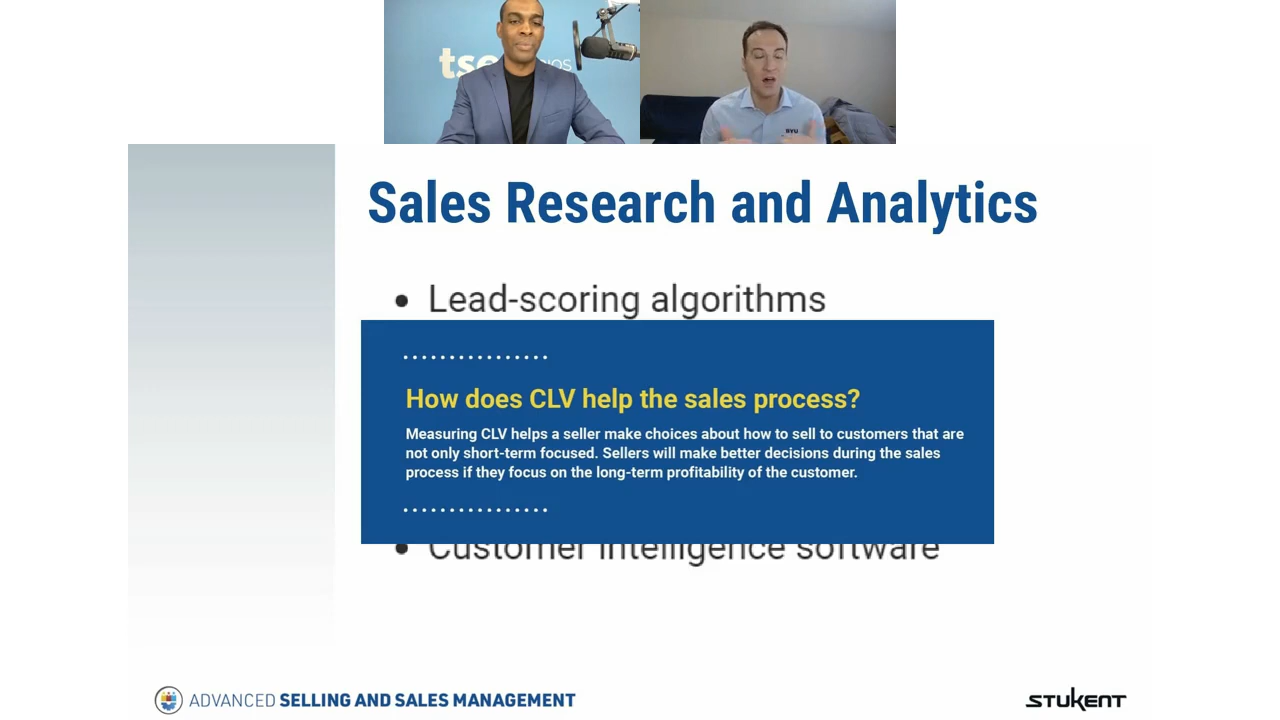 tse
IOS
BYU
Sales Research and Analytics
• Lead-scoring algorithms
How does CLV help the sales process?
Measuring CLV helps a seller make choices about how to sell to customers that are
not only short-term focused. Sellers will make better decisions during the sales
process if they focus on the long-term profitability of the customer.
• Customer intelligence software
ADVANCED SELLING AND SALES MANAGEMENT
STUKENT